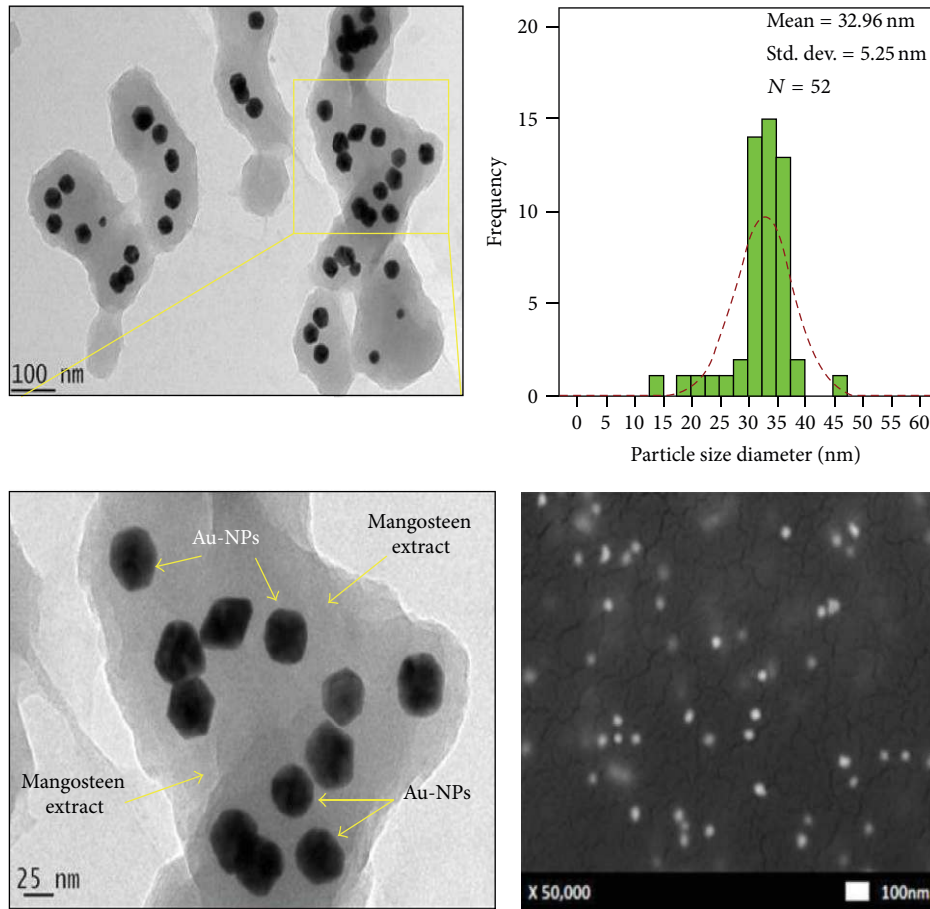 100 nm
Mean = 32.96 nm
Std. dev. = 5.25 nm
N = 52
20
15
10
5
0
Frequency
0 5 10 15 20 25 30 35 40 45 50 55 60
Particle size diameter (nm)
Au-NPs
Mangosteen
extract
Mangosteen
extract
Au-NPs
25 nm
X 50,000
100nm